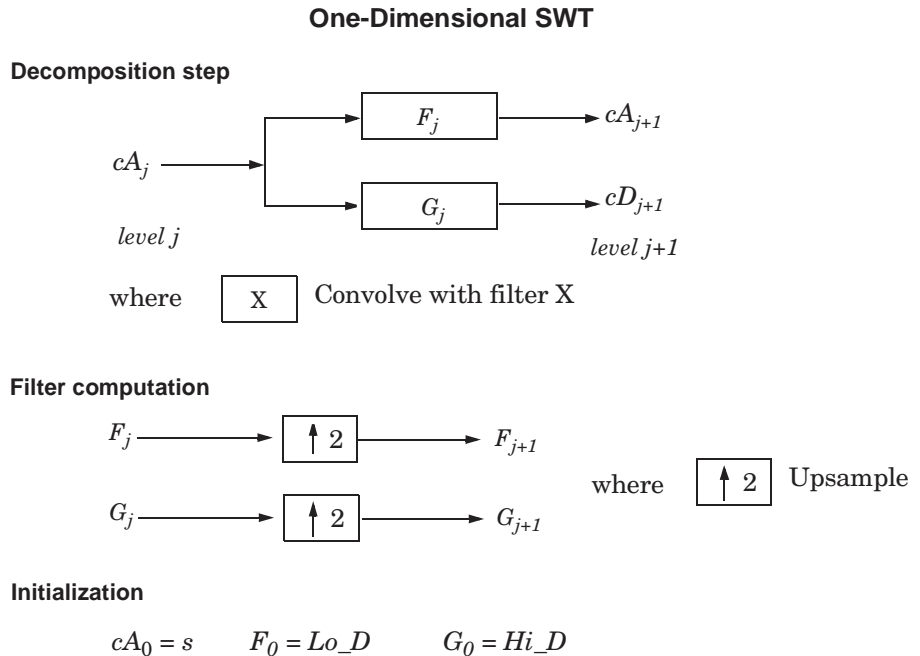 One-Dimensional SWT
Decomposition step
F_j
cA_{j+1}
cA_j
G_j
cD_{j+1}
level j
level j+1
where X Convolve with filter X
Filter computation
F_j ↑ 2 F_{j+1}
where ↑ 2 Upsample
G_j ↑ 2 G_{j+1}
Initialization
cA_0 = s F_0 = Lo_D G_0 = Hi_D